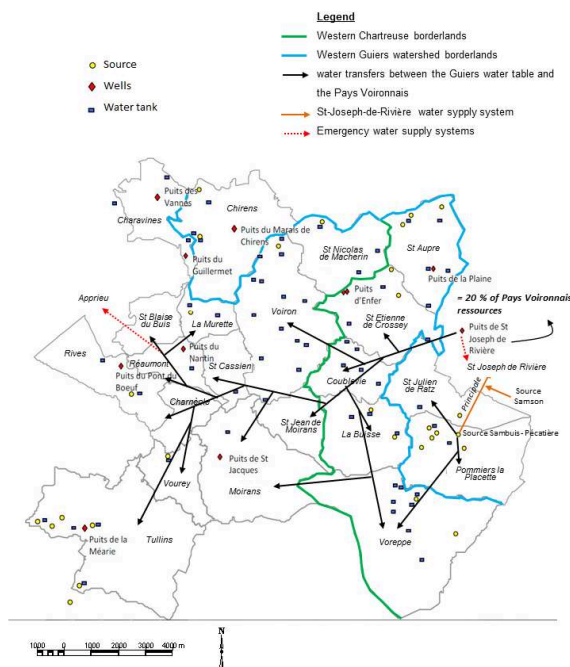 Legend
Western Chartreuse borderlands
Western Guiers watershed borderlands
water transfers between the Guiers water table and
the Pays Voironnais
St-Joseph-de-Rivière water sypply system
Emergency water supply systems
Source
Wells
Water tank
Puits des
Vannes
Chirens
Charavines
Puits du Marais de
Chirens
St Nicolas
de Macherin
St Aupre
Puits du
Guillermet
Puits de la Plaine
Puits
d'Enfer
= 20 % of Pays Voironnais
ressources
Apprieu
St Blaise
du Buis
La Murette
Voiron
St Etienne
de Crossey
Puits de St
Joseph de
Rivière
Rives
Réaumont
Puits du
Nantin
St Cassien
Puits du Pont du
Boeuf
Coublevie
St Joseph de Rivière
St Julien
de Ratz
Principale
Source
Samson
Charnècle
St Jean de
Moirans
La Buisse
Source Sambuis-Pécatière
Puits de St
Jacques
Pommiers la
Placette
Vourey
Moirans
Voreppe
Puits de la
Méarie
Tullins
1000 0 1000 2000 3000 4000 m
N